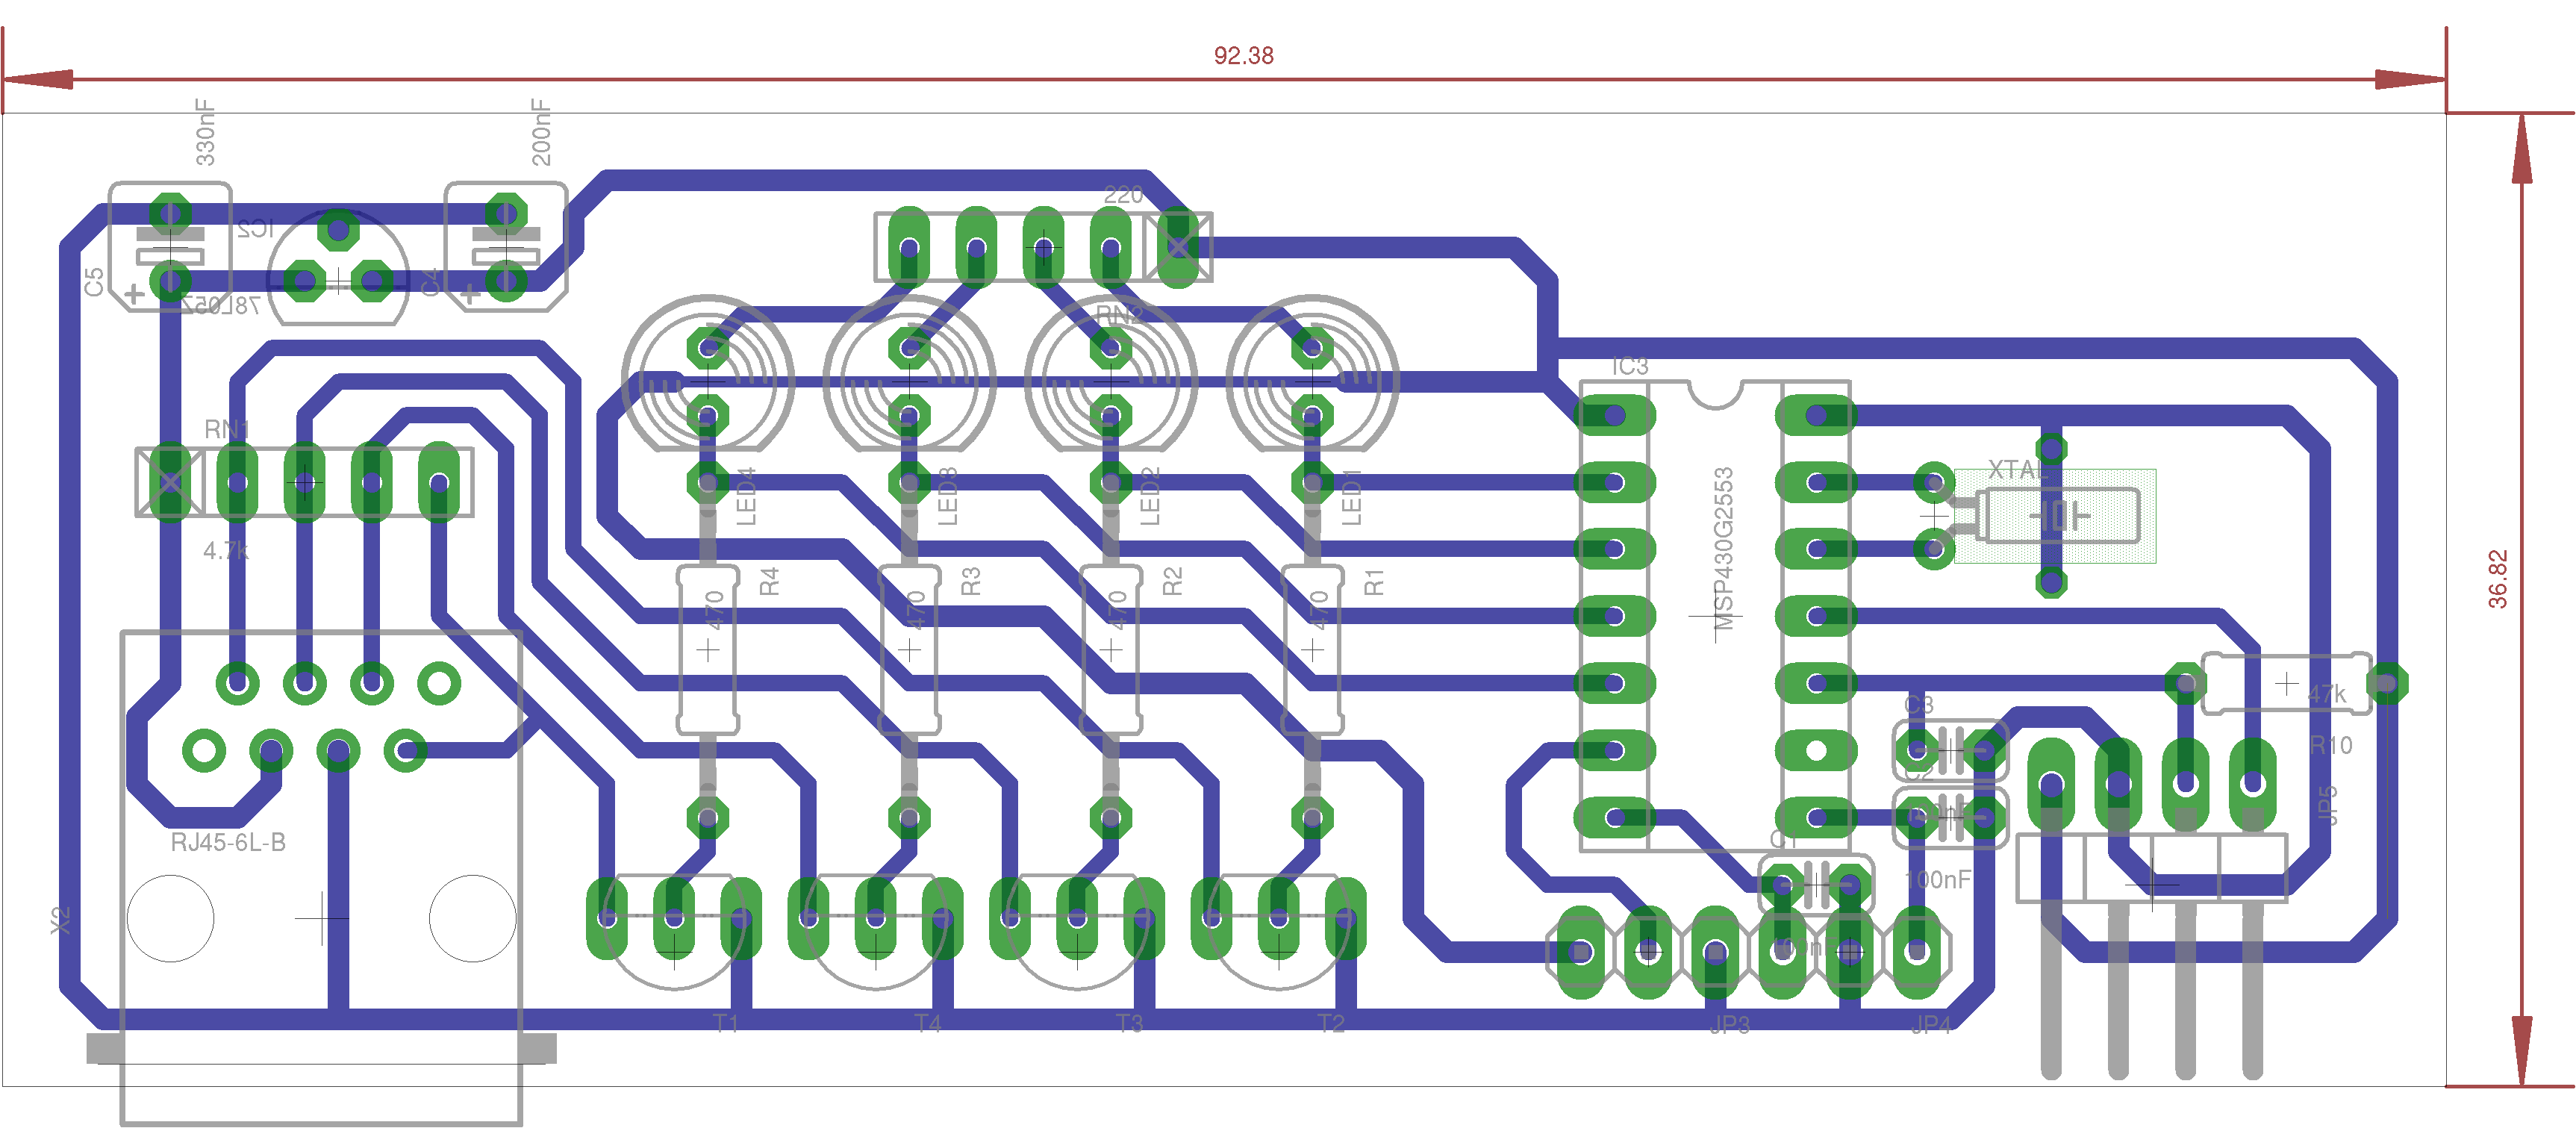 92.38
330nF
200nF
220
IC2
C5
C4
78L05Z
RN2
IC3
RN1
LED4
LED3
LED2
LED1
MSP430G2553
XTAL
4.7k
R4
R3
R2
R1
470
470
470
470
36.82
47k
C3
R10
C2
JP5
RJ45-6L-B
C1
100nF
X2
T1
T4
T3
T2
JP3
JP4